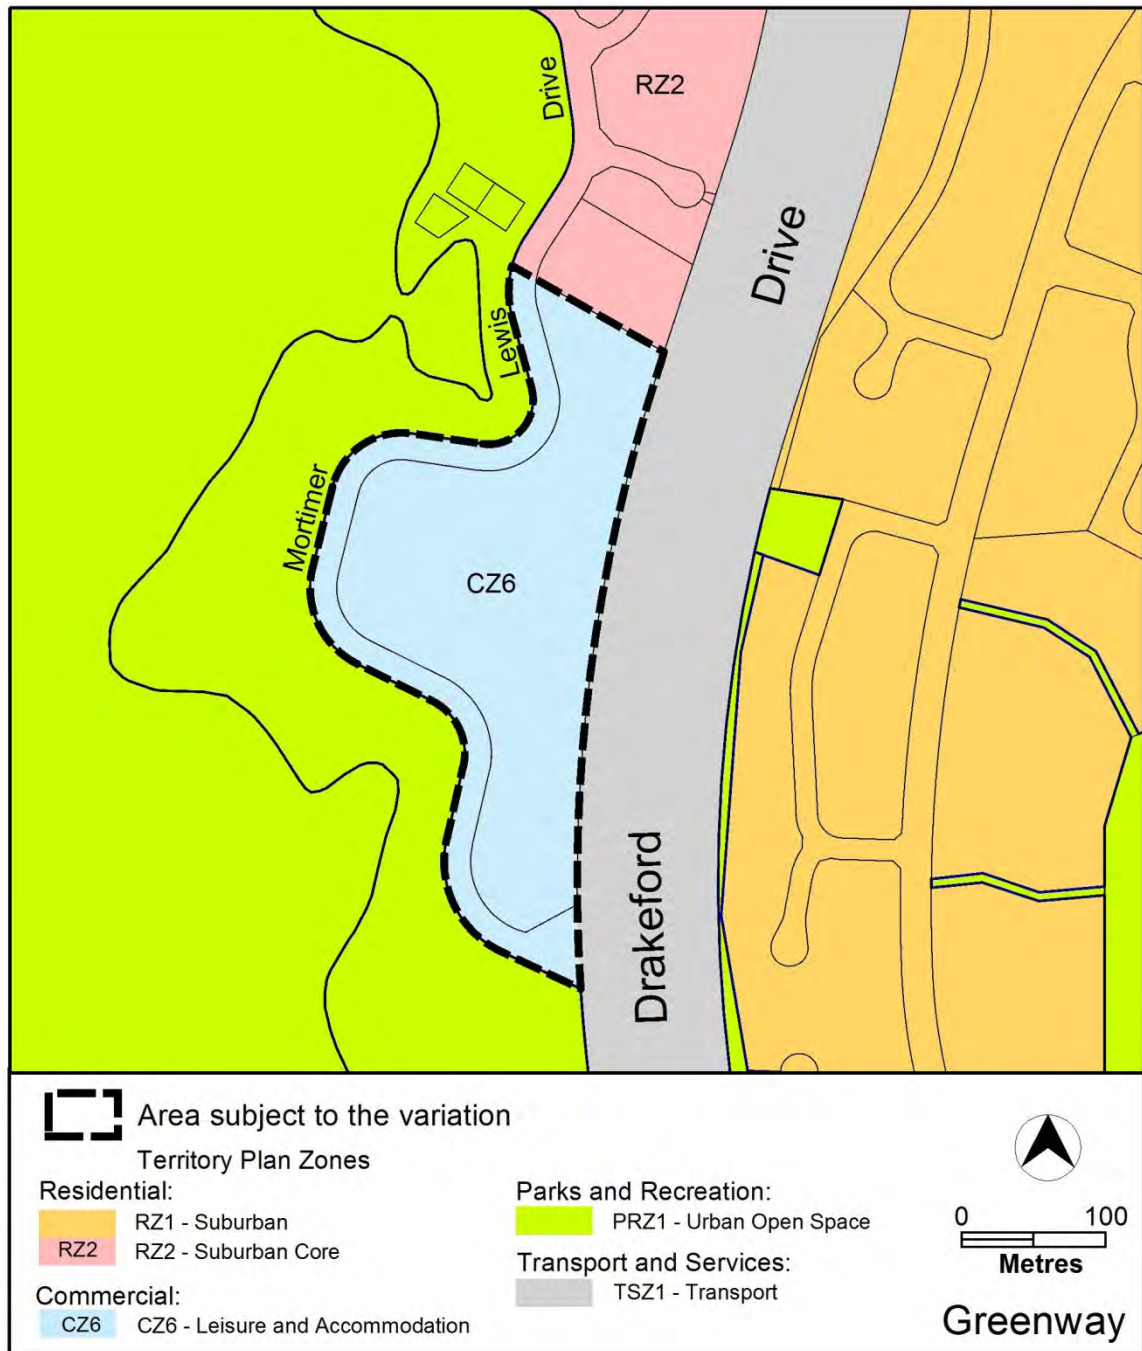 Drive
RZ2
Drive
Lewis
Mortimer
CZ6
Drakeford
Area subject to the variation
Territory Plan Zones
Residential:
RZ1 - Suburban
RZ2 RZ2 - Suburban Core
Commercial:
CZ6 CZ6 - Leisure and Accommodation
Parks and Recreation:
PRZ1 - Urban Open Space
Transport and Services:
TSZ1 - Transport
0 100
Metres
Greenway